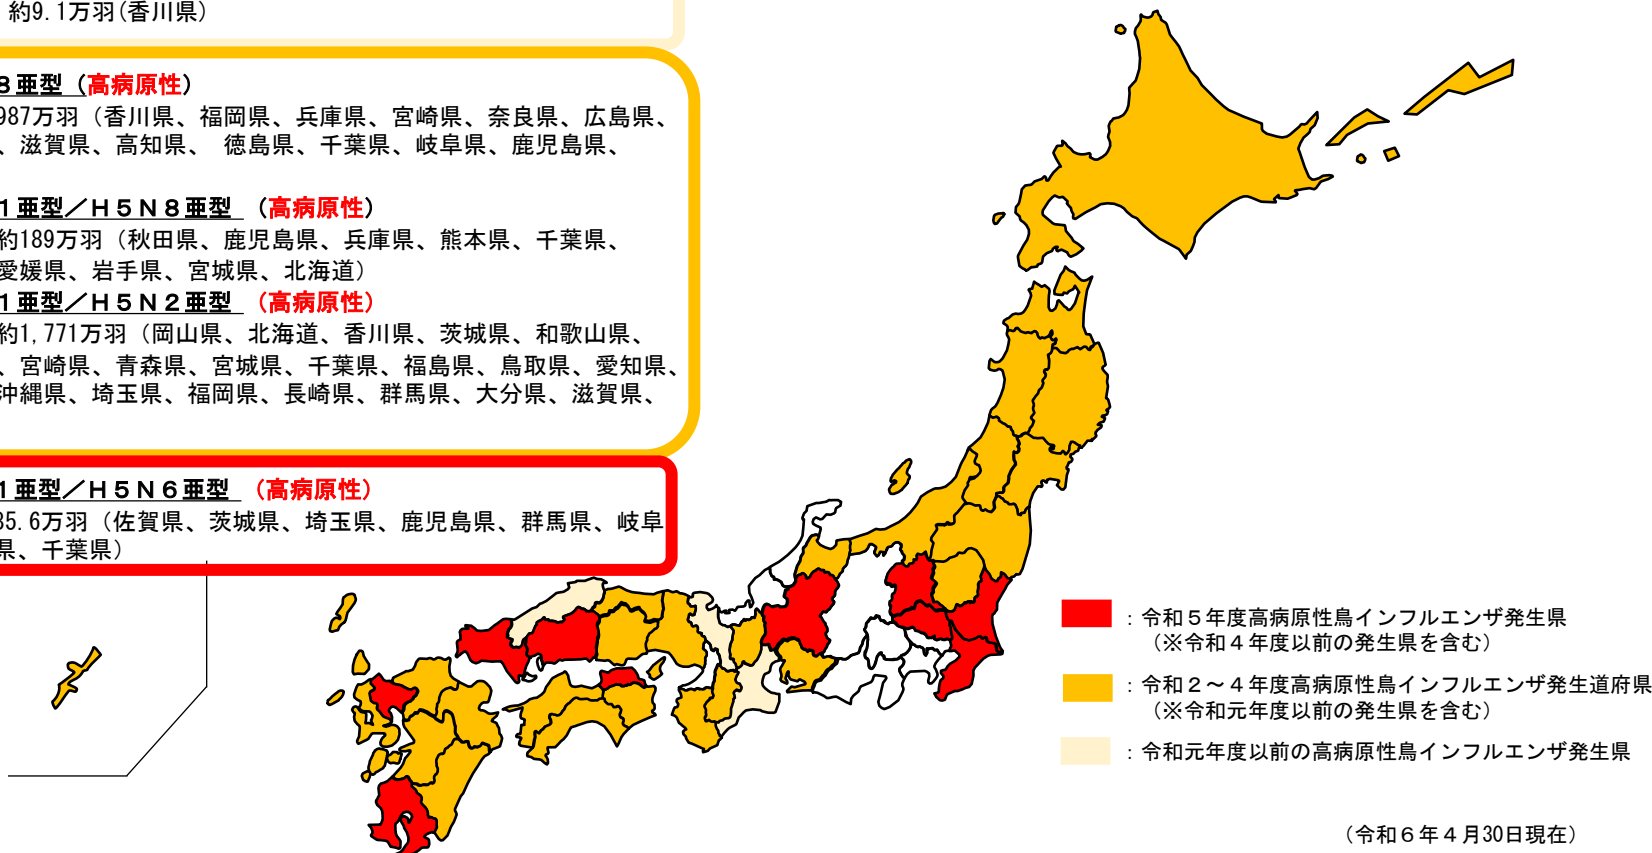 約9.1万羽(香川県)
8亜型（高病原性）
987万羽（香川県、福岡県、兵庫県、宮崎県、奈良県、広島県、
、滋賀県、高知県、 徳島県、千葉県、岐阜県、鹿児島県、
１亜型／Ｈ５Ｎ８亜型 （高病原性）
約189万羽（秋田県、鹿児島県、兵庫県、熊本県、千葉県、
愛媛県、岩手県、宮城県、北海道）
１亜型／Ｈ５Ｎ２亜型 （高病原性）
約1,771万羽（岡山県、北海道、香川県、茨城県、和歌山県、
、宮崎県、青森県、宮城県、千葉県、福島県、鳥取県、愛知県、
沖縄県、埼玉県、福岡県、長崎県、群馬県、大分県、滋賀県、
１亜型／Ｈ５Ｎ６亜型 （高病原性）
85.6万羽（佐賀県、茨城県、埼玉県、鹿児島県、群馬県、岐阜
県、千葉県）
：令和５年度高病原性鳥インフルエンザ発生県
（※令和４年度以前の発生県を含む）
：令和２～４年度高病原性鳥インフルエンザ発生道府県
（※令和元年度以前の発生県を含む）
：令和元年度以前の高病原性鳥インフルエンザ発生県
（令和６年４月30日現在）